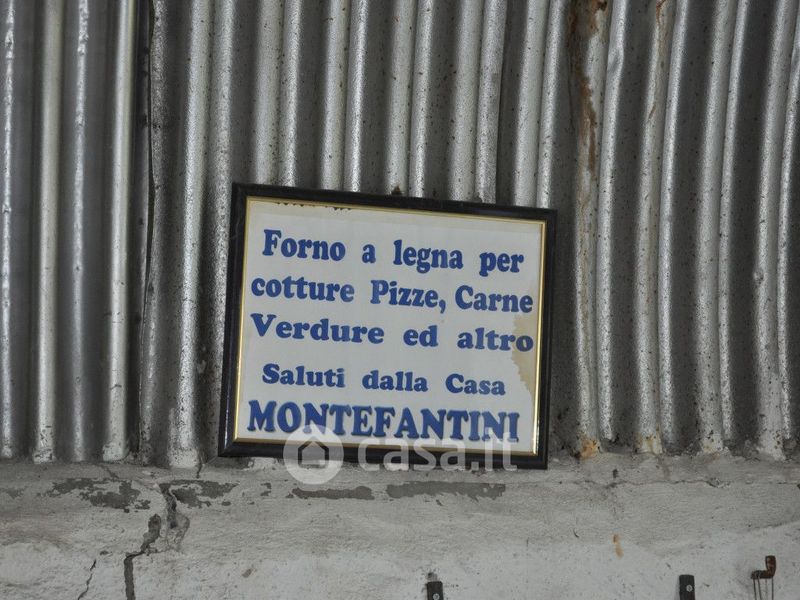 Forno a legna per
cotture Pizze, Carne
Verdure ed altro
Saluti dalla Casa
MONTEFANTINI
casa.it